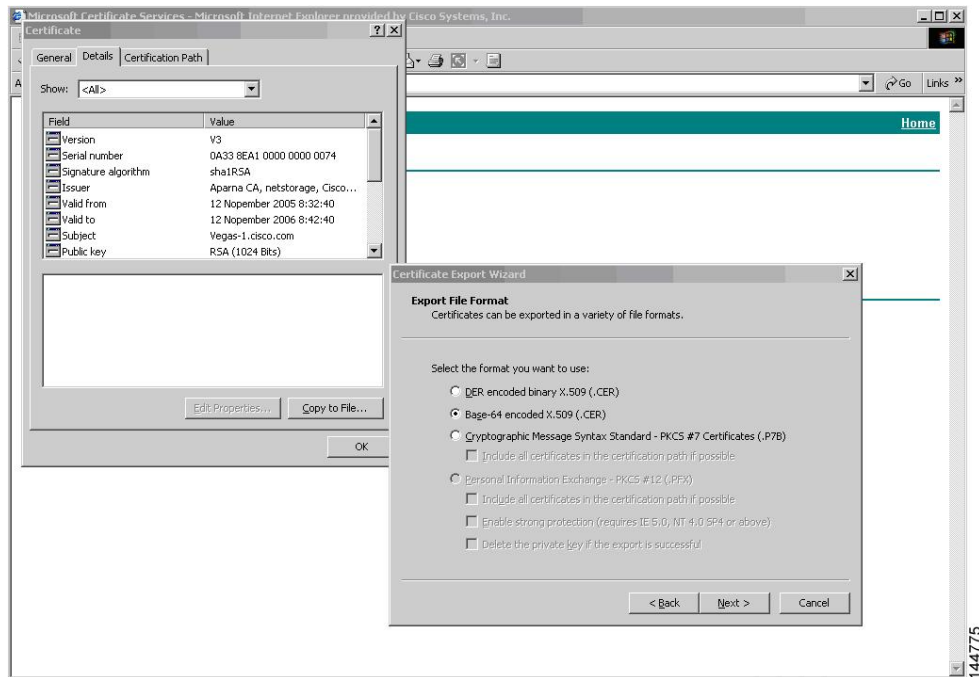 Microsoft Certificate Services - Microsoft Internet Explorer provided by Cisco Systems, Inc.
Certificate
General
Details
Certification Path
Show:
<All>
Field
Value
Version
V3
Serial number
0A33 8EA1 0000 0000 0074
Signature algorithm
sha1RSA
Issuer
Aparna CA, netstorage, Cisco...
Valid from
12 Nopember 2005 8:32:40
Valid to
12 Nopember 2006 8:42:40
Subject
Vegas-1.cisco.com
Public key
RSA (1024 Bits)
Edit Properties...
Copy to File...
OK
Go
Links »
Home
Certificate Export Wizard
Export File Format
Certificates can be exported in a variety of file formats.
Select the format you want to use:
DER encoded binary X.509 (.CER)
Base-64 encoded X.509 (.CER)
Cryptographic Message Syntax Standard - PKCS #7 Certificates (.P7B)
Include all certificates in the certification path if possible
Personal Information Exchange - PKCS #12 (.PFX)
Include all certificates in the certification path if possible
Enable strong protection (requires IE 5.0, NT 4.0 SP4 or above)
Delete the private key if the export is successful
< Back
Next >
Cancel
144775